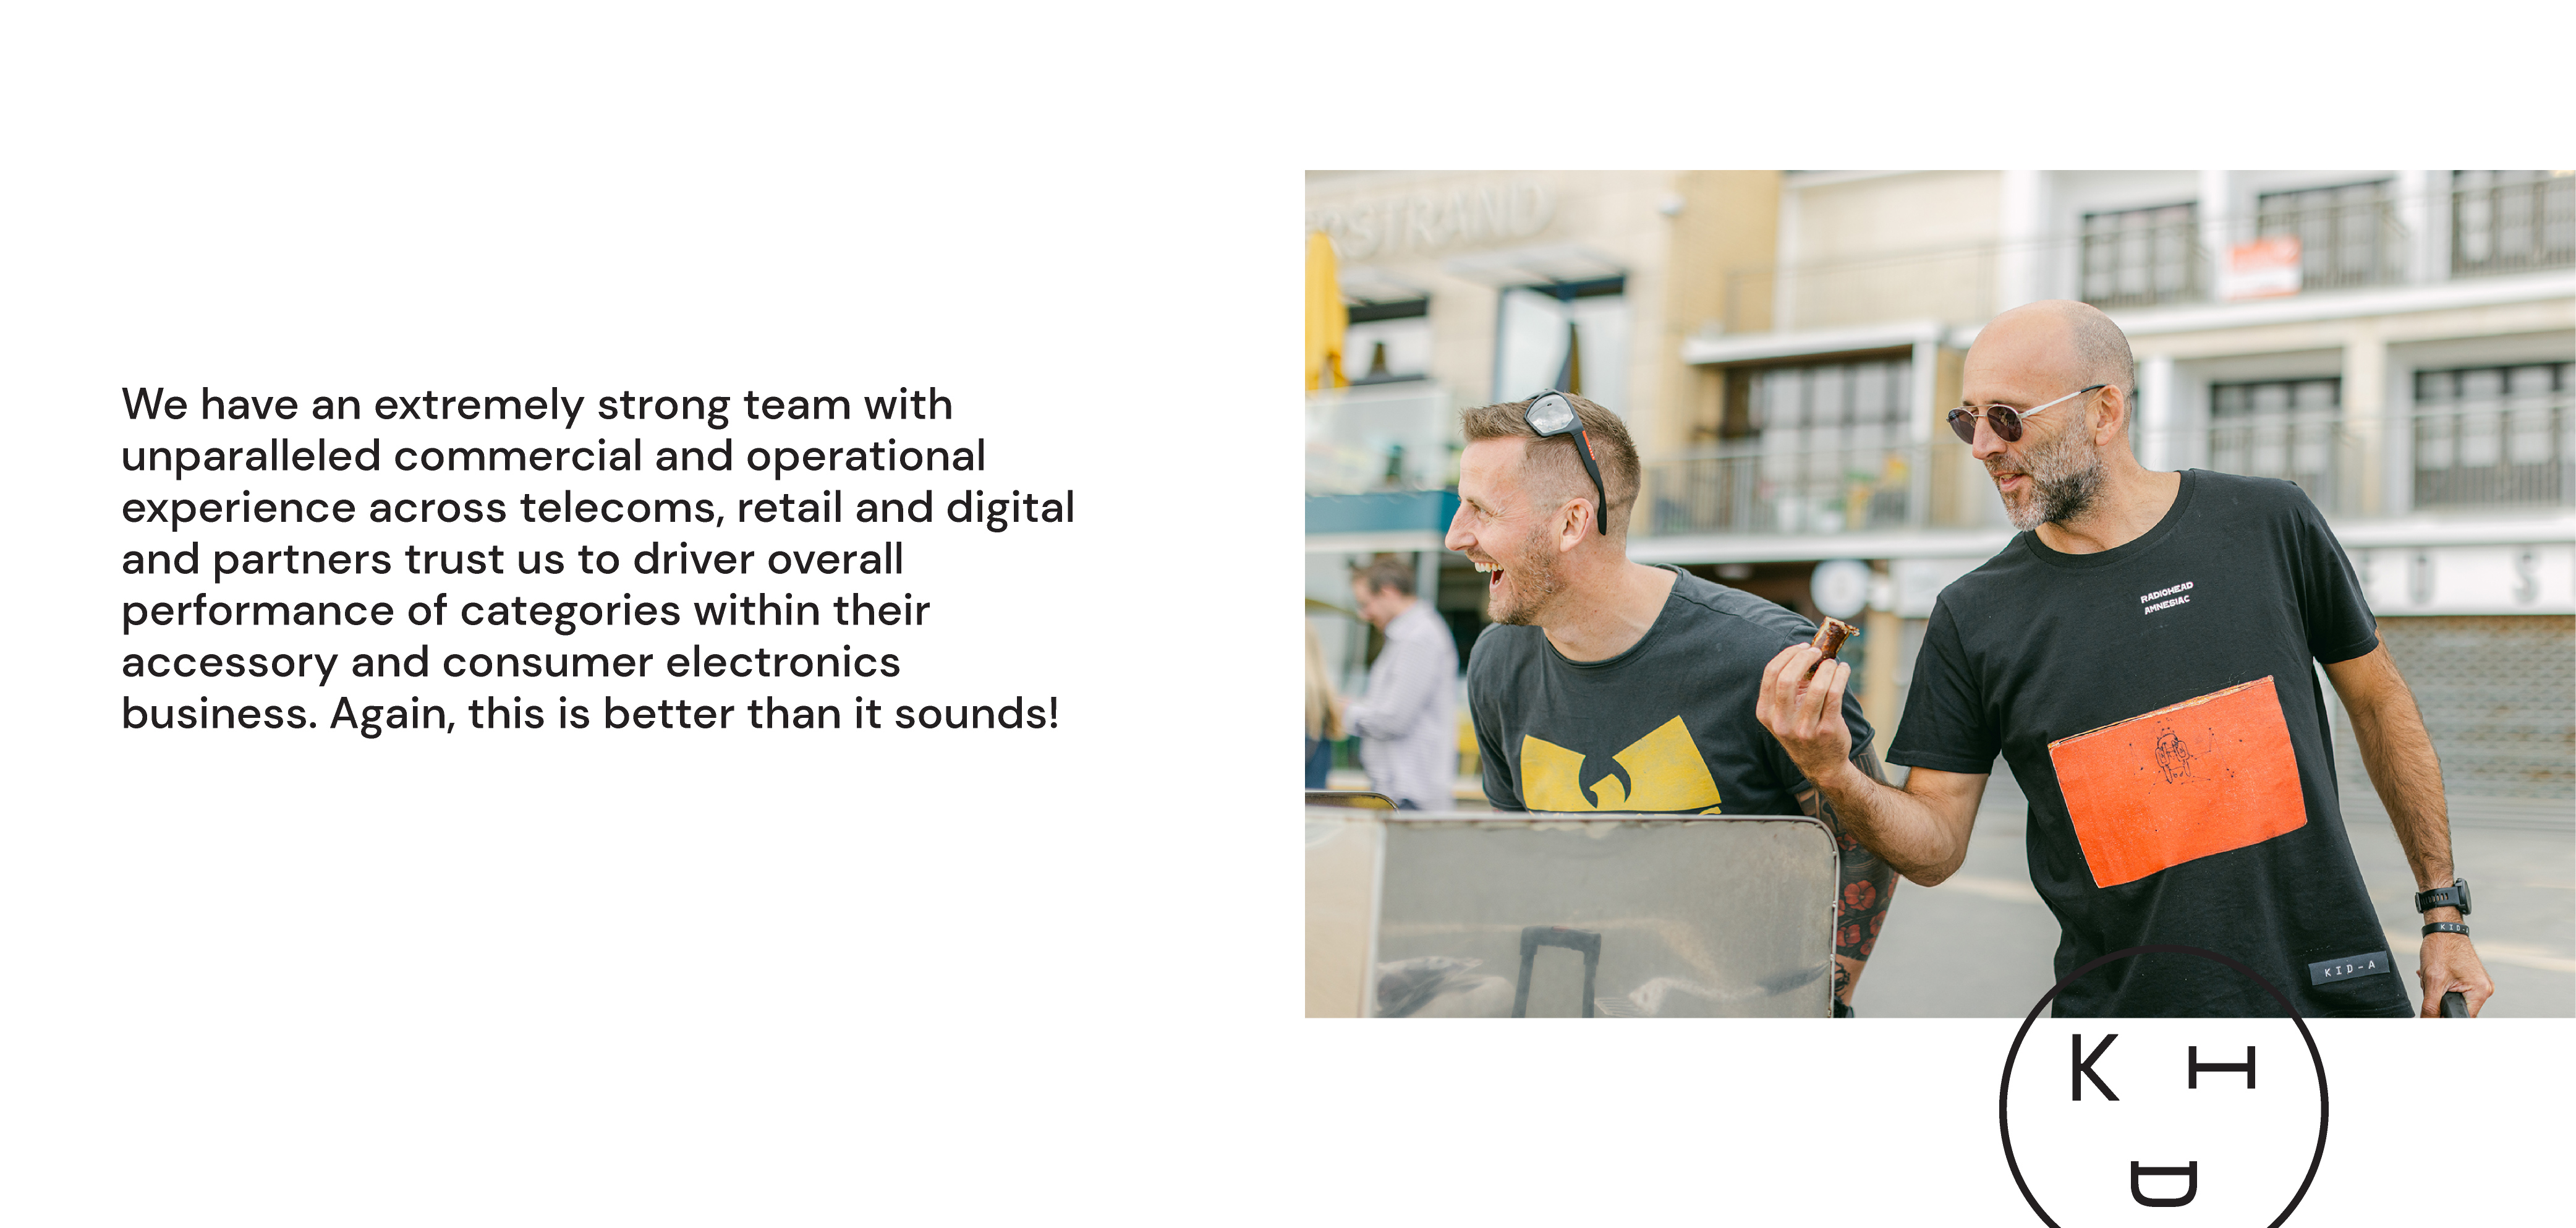 We have an extremely strong team with
unparalleled commercial and operational
experience across telecoms, retail and digital
and partners trust us to driver overall
performance of categories within their
accessory and consumer electronics
business. Again, this is better than it sounds!
RSTRAND
RADIOHEAD
AMNESIAC
U S
KID-A
KID
K I
D